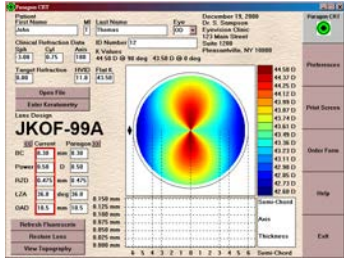 Paragon CRT
Patient
First Name MI Last Name Eye
John T Thomas OD
December 19, 2000
Dr. S. Sampson
Eyevision Clinic
123 Main Street
Suite 1200
Pleasantville, NY 10000
Clinical Refraction Data
Sph Cyl Axis
3.00 0.75 180
ID Number 12
K Values
44.50 D @ 90 deg 43.50 D @ 0 deg
Target Refraction HVID Flat K
0.00 11.8 43.50
Open File
Enter Keratometry
Lens Design
JKOF-99A
Current Paragon
BC 8.30 mm 8.30
Power 0.50 D 0.50
RZD 0.475 mm 0.475
LZA 36.0 deg 36.0
OAD 10.5 mm 10.5
Refresh Fluorescein
Restore Lens
View Topography
44.50 D
44.37 D
44.25 D
44.12 D
43.99 D
43.87 D
43.74 D
43.61 D
43.49 D
43.36 D
43.23 D
43.11 D
42.98 D
42.85 D
42.73 D
42.60 D
0.150 mm
0.125 mm
0.100 mm
0.075 mm
0.050 mm
0.025 mm
0.000 mm
6 5 4 3 2 1 0 1 2 3 4 5 6
Semi-Chord
Axis
Thickness
Semi-Chord
Paragon CRT
Preferences
Print Screen
Order Form
Help
Exit